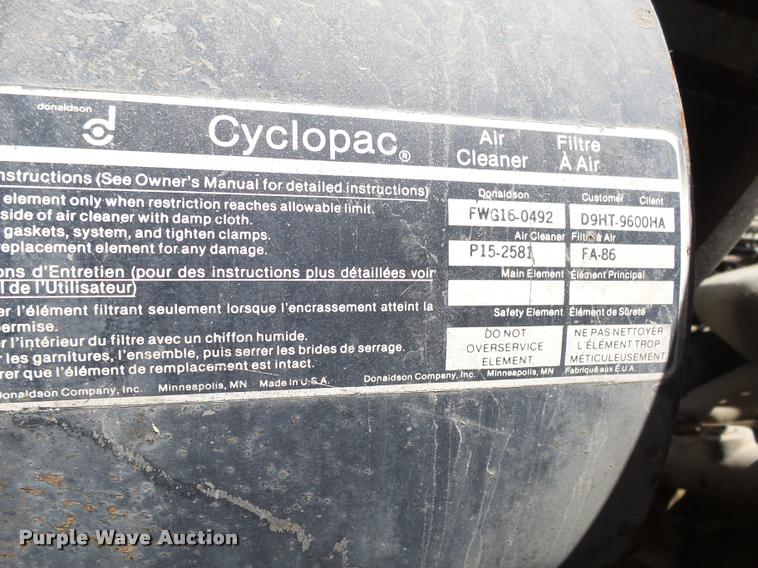 donaldson
Cyclopac®
Air Cleaner
Filtre À Air
nstructions (See Owner's Manual for detailed instructions)
element only when restriction reaches allowable limit.
side of air cleaner with damp cloth.
gaskets, system, and tighten clamps.
replacement element for any damage.
ons d'Entretien (pour des instructions plus détaillées voir
l de l'Utilisateur)
er l'élément filtrant seulement lorsque l'encrassement atteint la
permise.
er l'intérieur du filtre avec un chiffon humide.
er les garnitures, l'ensemble, puis serrer les brides de serrage.
rer que l'élément de remplacement est intact.
Donaldson Company, Inc. Minneapolis, MN Made in U.S.A.
Donaldson Customer Client
FWG16-0492 D9HT-9600HA
Air Cleaner Filtre à Air
P15-2581 FA-86
Main Element Élément Principal
Safety Element Élément de Sûreté
DO NOT OVERSERVICE ELEMENT
NE PAS NETTOYER L'ÉLÉMENT TROP MÉTICULEUSEMENT
Donaldson Company, Inc. Minneapolis, MN Fabriqué aux É.U.A.
Purple Wave Auction